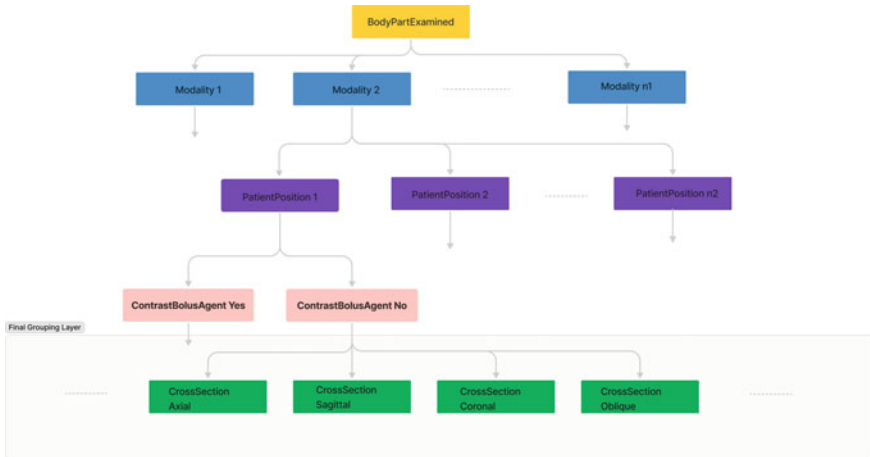 BodyPartExamined
Modality 1
Modality 2
Modality n1
PatientPosition 1
PatientPosition 2
PatientPosition n2
ContrastBolusAgent Yes
ContrastBolusAgent No
Final Grouping Layer
CrossSection
Axial
CrossSection
Sagittal
CrossSection
Coronal
CrossSection
Oblique